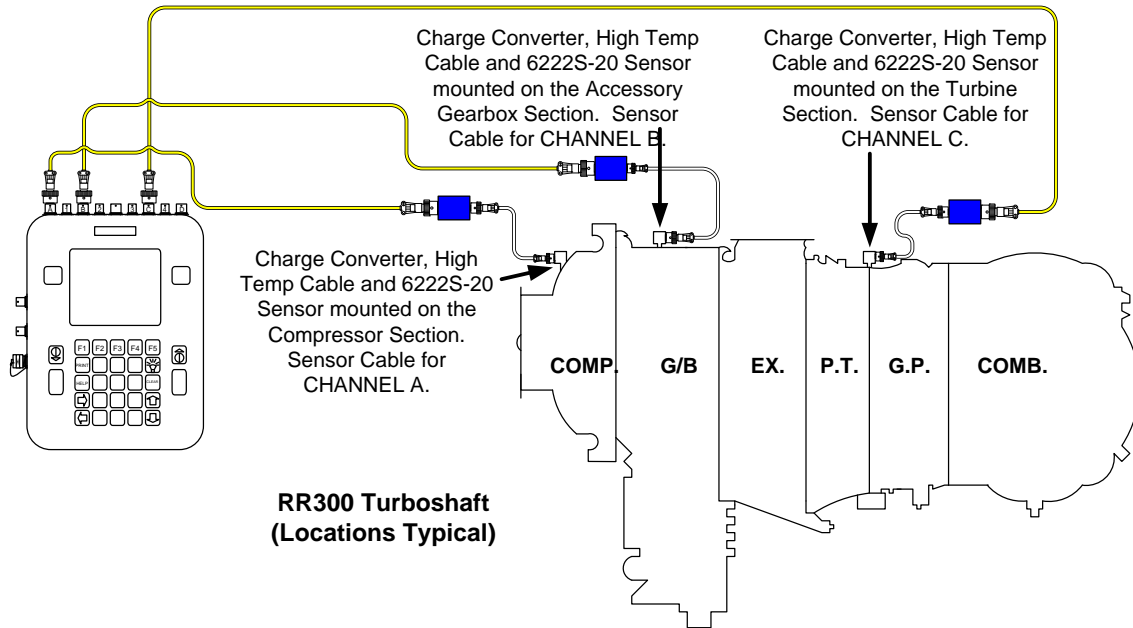 Charge Converter, High Temp
Cable and 6222S-20 Sensor
mounted on the Accessory
Gearbox Section.  Sensor
Cable for CHANNEL B.
Charge Converter, High Temp
Cable and 6222S-20 Sensor
mounted on the Turbine
Section.  Sensor Cable for
CHANNEL C.
Charge Converter, High
Temp Cable and 6222S-20
Sensor mounted on the
Compressor Section.
Sensor Cable for
CHANNEL A.
F1 F2 F3 F4 F5
PRINT
HELP CLEAR
COMP. G/B EX. P.T. G.P. COMB.
RR300 Turboshaft
(Locations Typical)